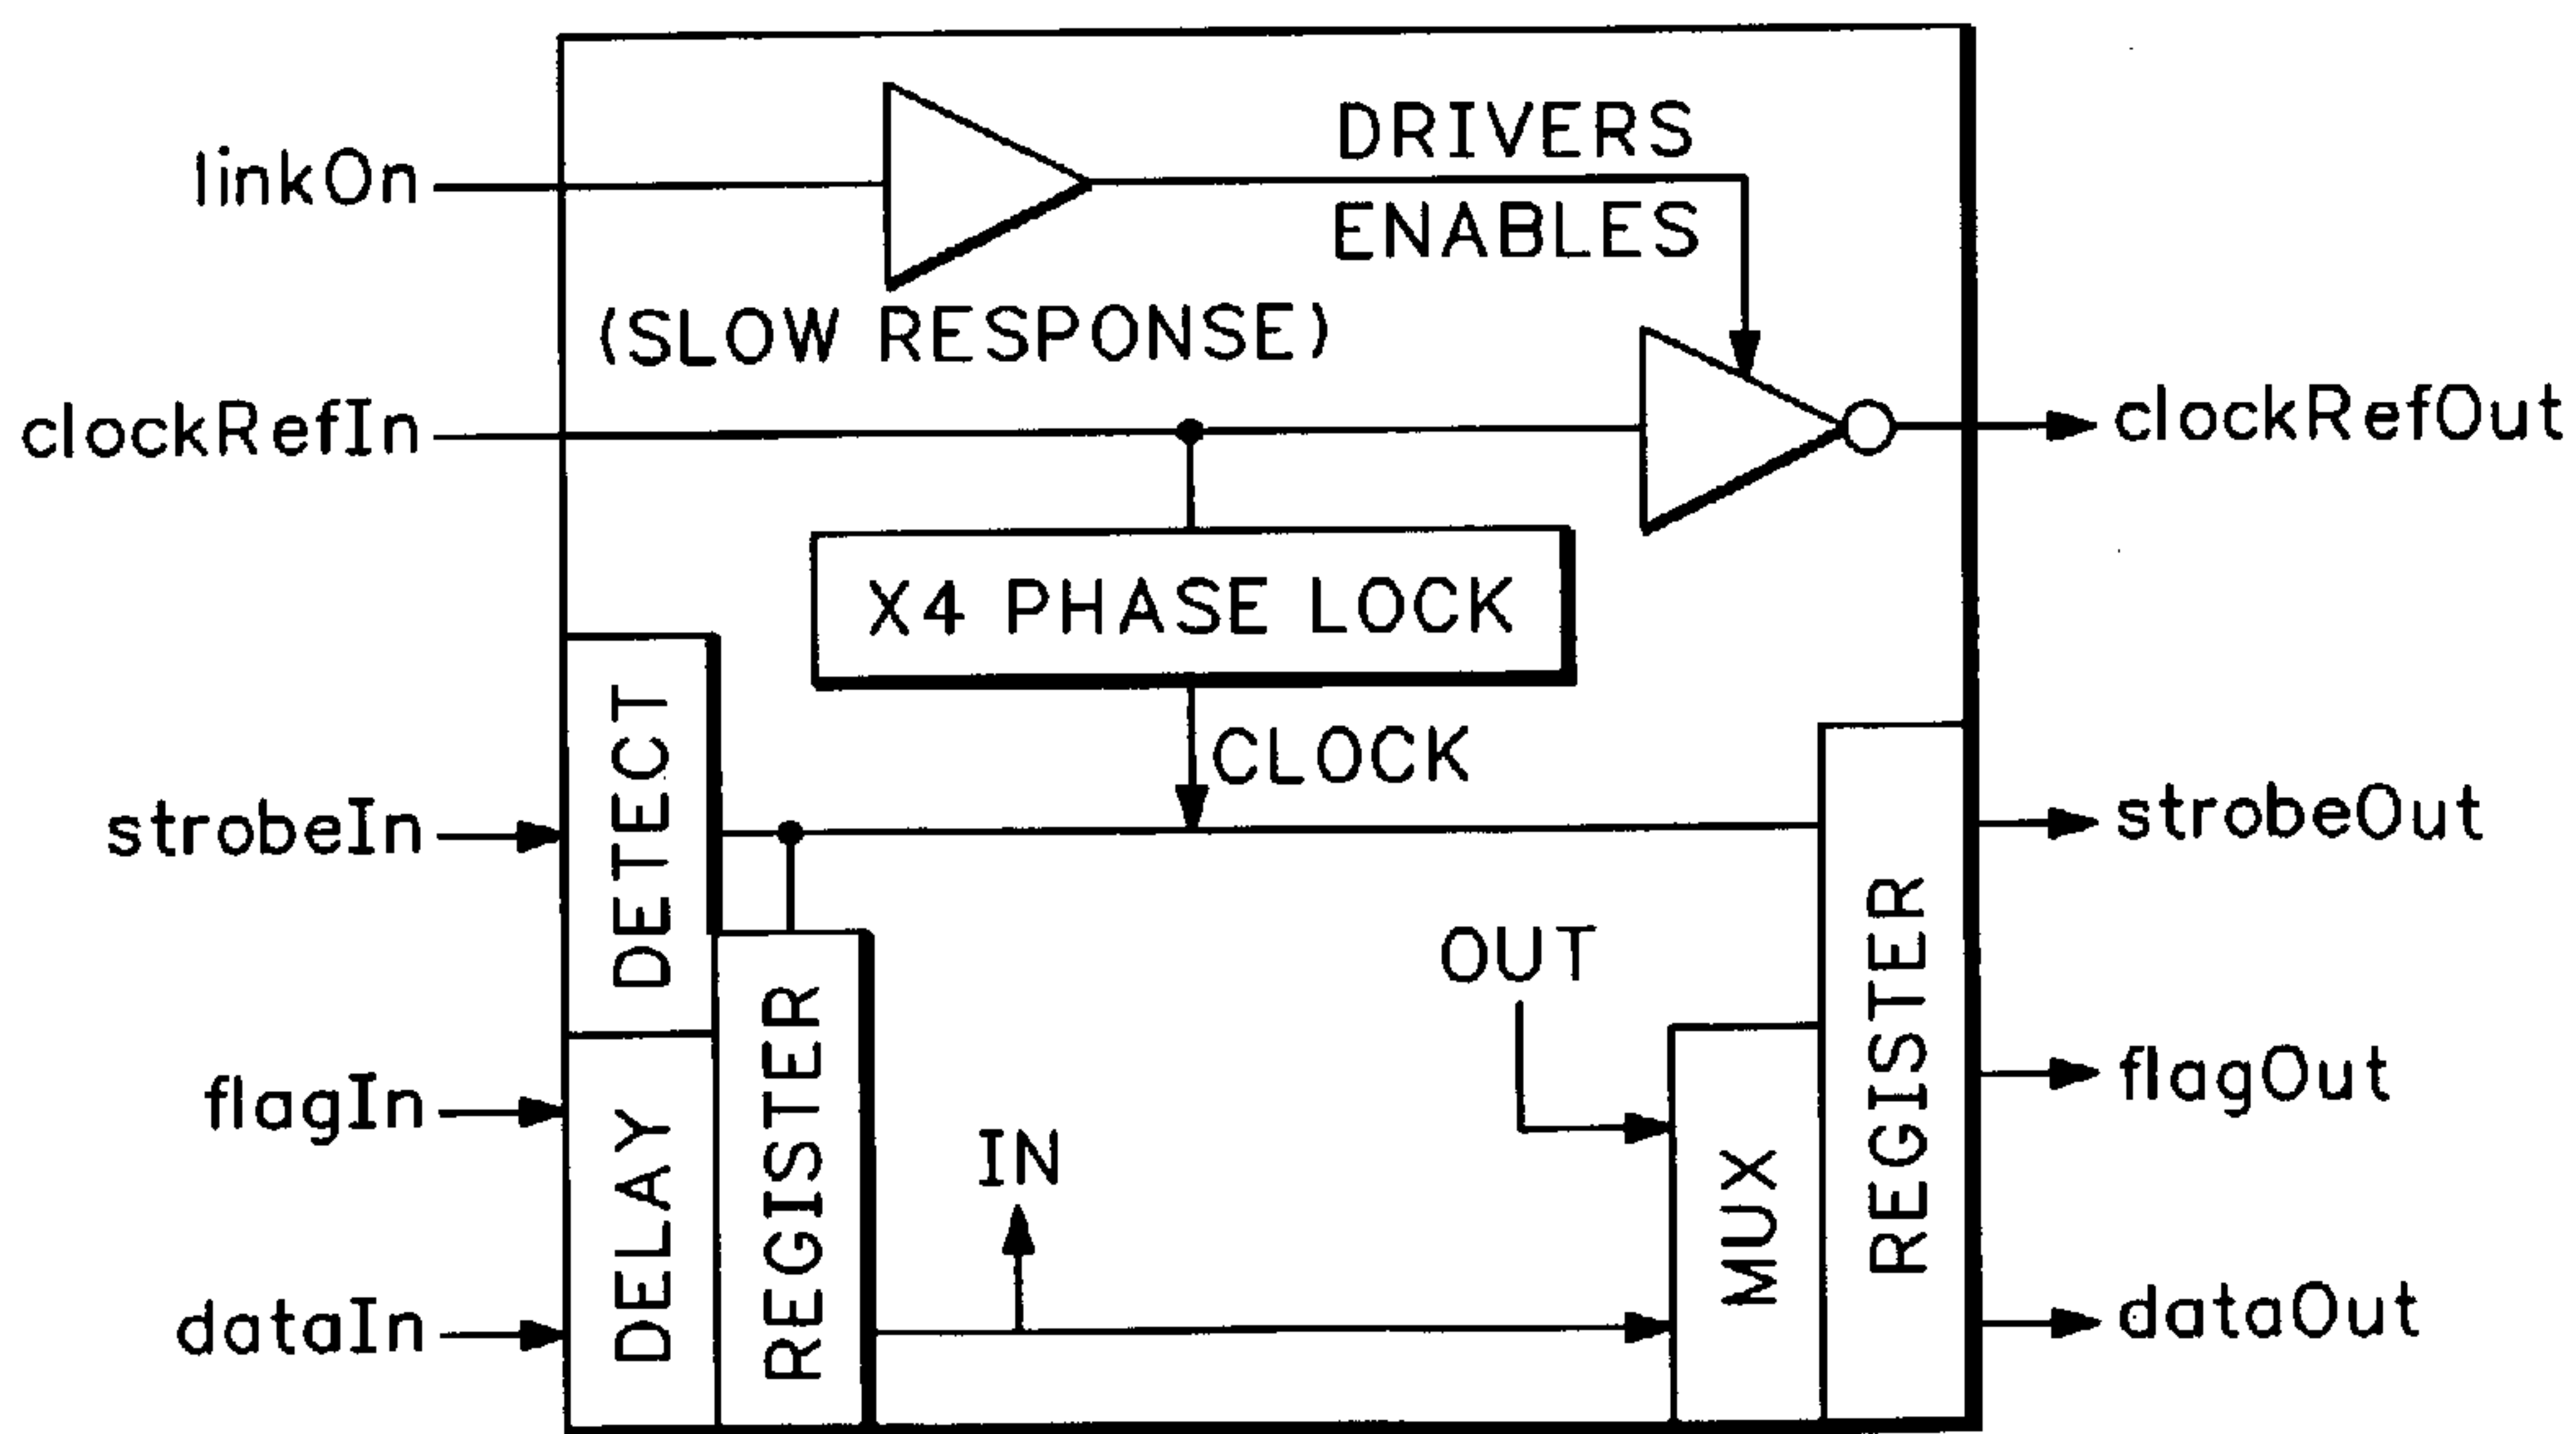 linkOn
DRIVERS
ENABLES
(SLOW RESPONSE)
clockRefIn
clockRefOut
X4 PHASE LOCK
CLOCK
DETECT
strobeIn
strobeOut
REGISTER
OUT
flagIn
flagOut
DELAY
REGISTER
IN
MUX
dataIn
dataOut